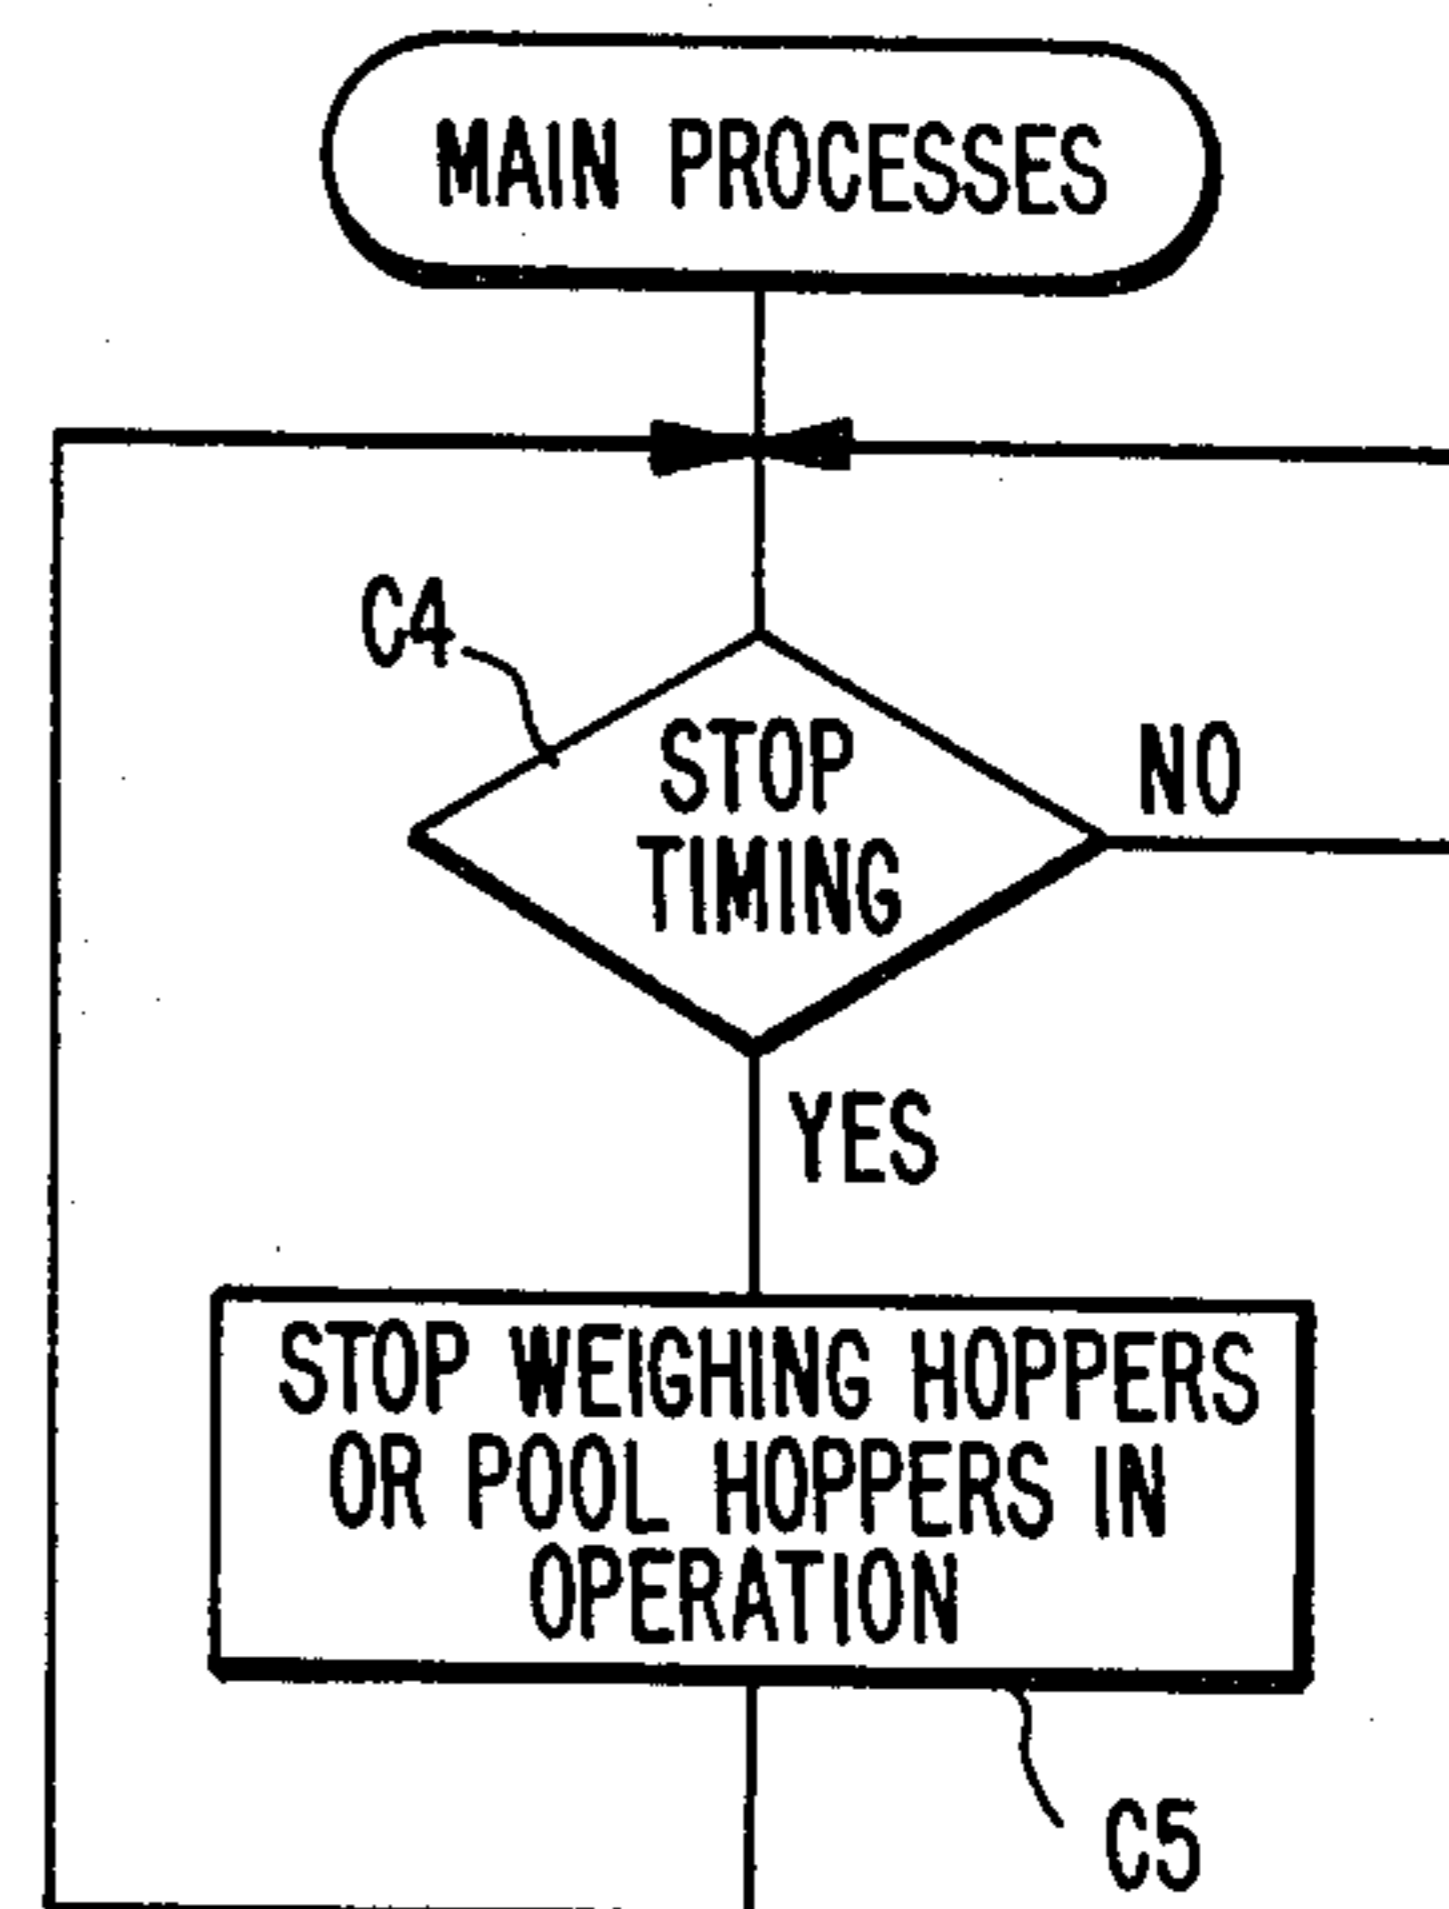 MAIN PROCESSES
C4
STOP
TIMING
NO
YES
STOP WEIGHING HOPPERS
OR POOL HOPPERS IN
OPERATION
C5